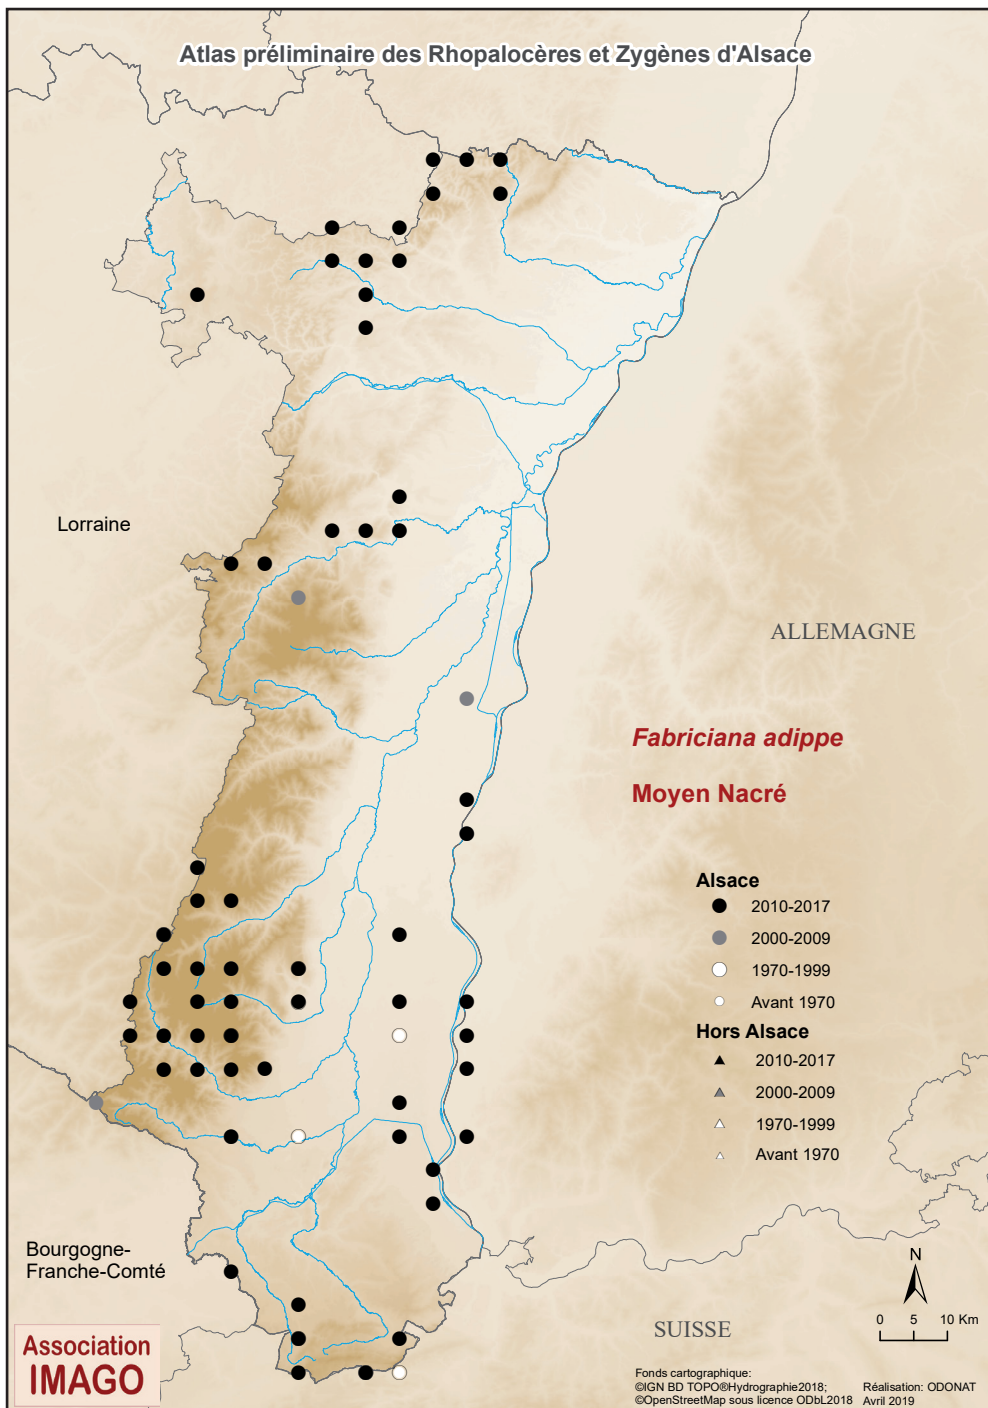 Atlas préliminaire des Rhopalocères et Zygènes d'Alsace
Lorraine
ALLEMAGNE
Fabriciana adippe
Moyen Nacré
Alsace
2010-2017
2000-2009
1970-1999
Avant 1970
Hors Alsace
2010-2017
2000-2009
1970-1999
Avant 1970
Bourgogne-
Franche-Comté
N
0 5 10 Km
SUISSE
Association
IMAGO
Fonds cartographique:
©IGN BD TOPO®Hydrographie2018;
©OpenStreetMap sous licence ODbL2018
Réalisation: ODONAT
Avril 2019